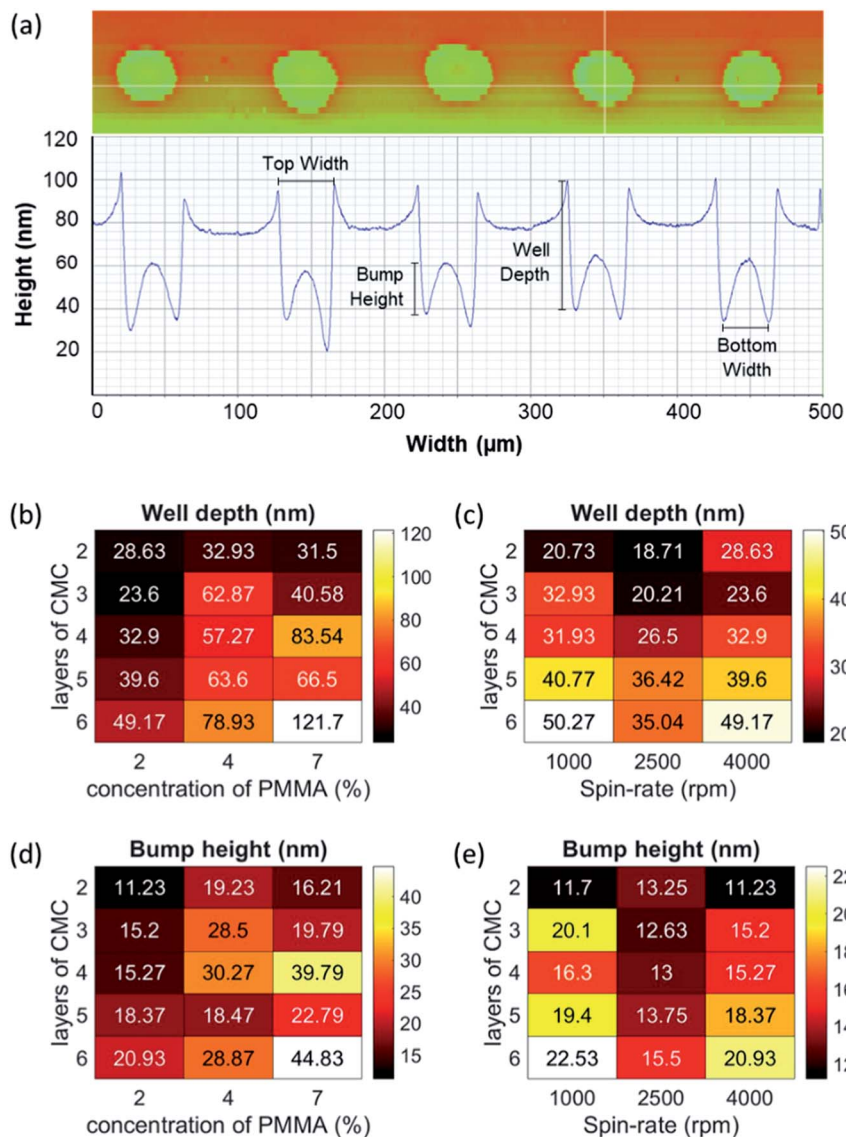 (a)
120
100
80
60
40
20
Height (nm)
Top Width
Bump
Height
Well
Depth
Bottom
Width
0 100 200 300 400 500
Width (µm)
(b) Well depth (nm)
2 28.63 32.93 31.5
3 23.6 62.87 40.58
4 32.9 57.27 83.54
5 39.6 63.6 66.5
6 49.17 78.93 121.7
2 4 7
concentration of PMMA (%)
layers of CMC
120
100
80
60
40
(c) Well depth (nm)
2 20.73 18.71 28.63
3 32.93 20.21 23.6
4 31.93 26.5 32.9
5 40.77 36.42 39.6
6 50.27 35.04 49.17
1000 2500 4000
Spin-rate (rpm)
layers of CMC
50
40
30
20
(d) Bump height (nm)
2 11.23 19.23 16.21
3 15.2 28.5 19.79
4 15.27 30.27 39.79
5 18.37 18.47 22.79
6 20.93 28.87 44.83
2 4 7
concentration of PMMA (%)
layers of CMC
40
35
30
25
20
15
(e) Bump height (nm)
2 11.7 13.25 11.23
3 20.1 12.63 15.2
4 16.3 13 15.27
5 19.4 13.75 18.37
6 22.53 15.5 20.93
1000 2500 4000
Spin-rate (rpm)
layers of CMC
22
20
18
16
14
12